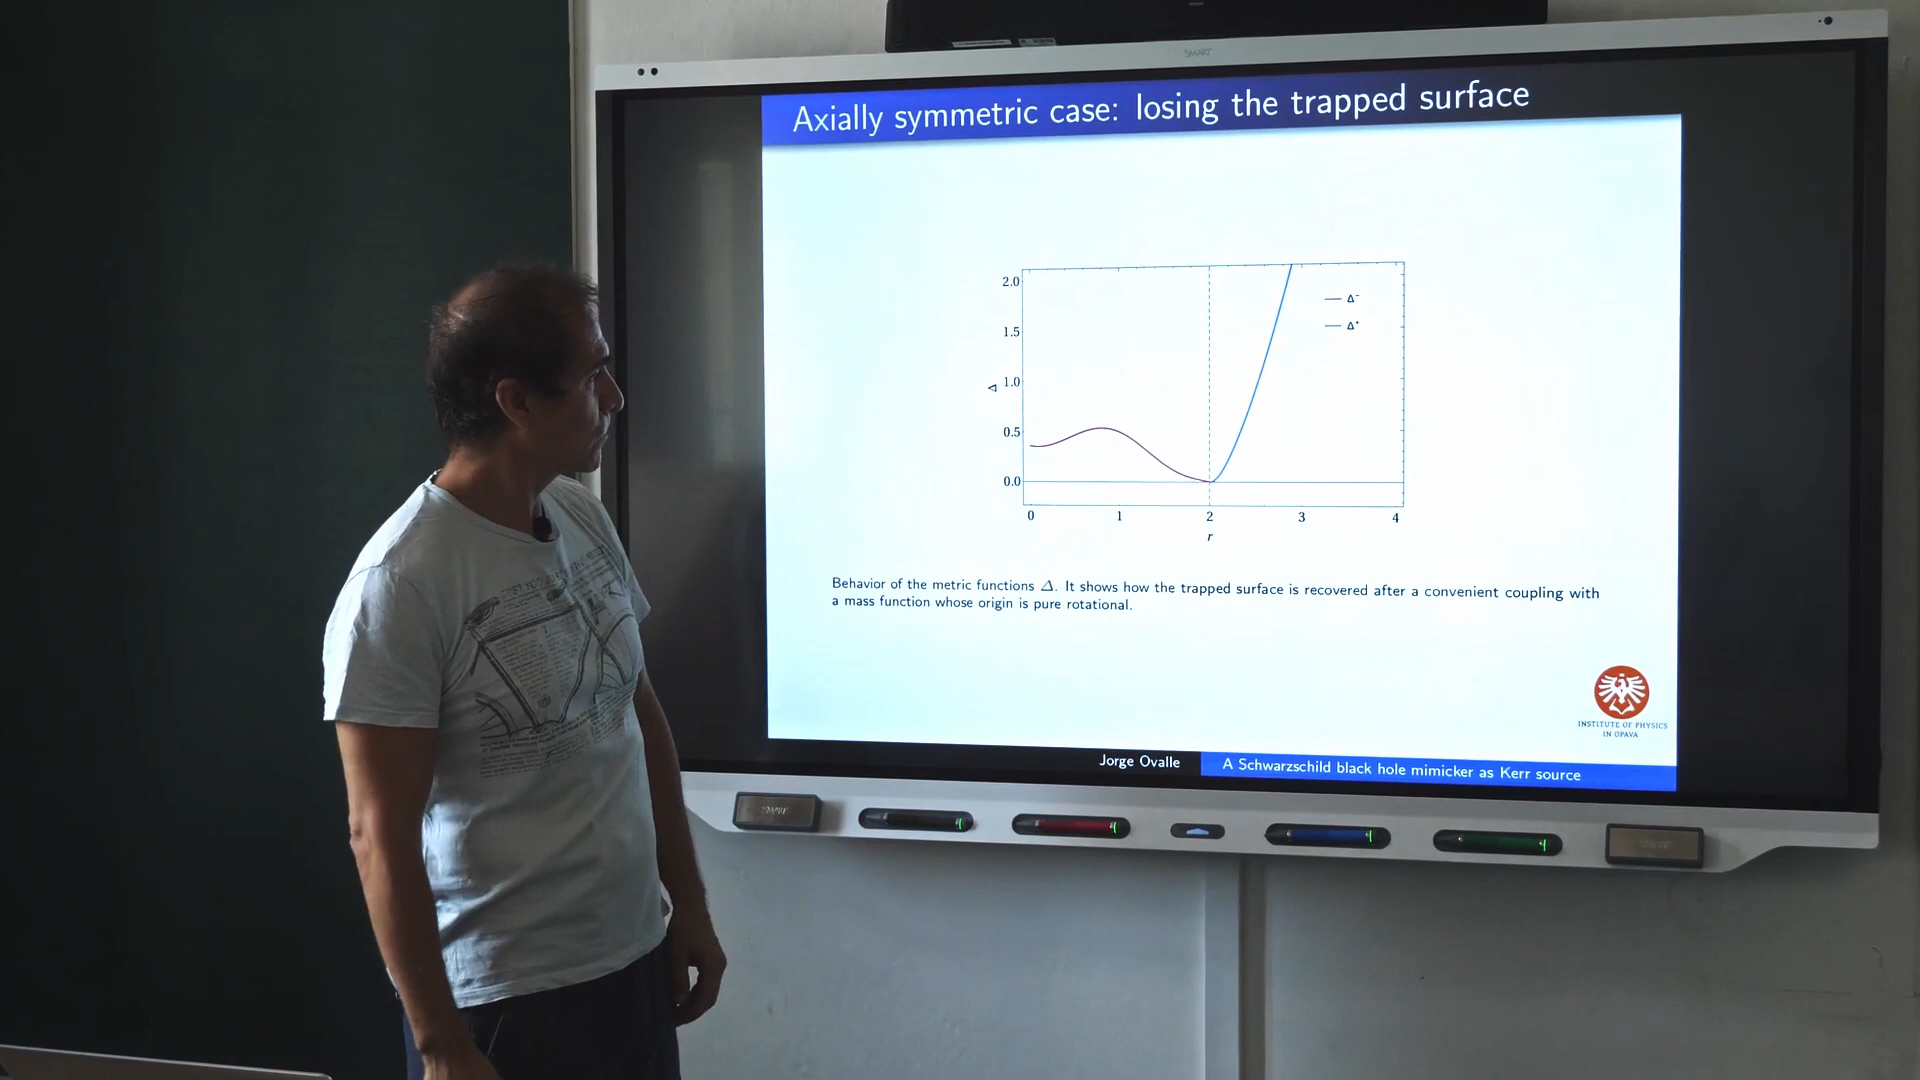 SMART
Axially symmetric case: losing the trapped surface
2.0
1.5
1.0
0.5
0.0
Δ
Δ⁻
Δ⁺
0 1 2 3 4
r
Behavior of the metric functions Δ. It shows how the trapped surface is recovered after a convenient coupling with
a mass function whose origin is pure rotational.
INSTITUTE OF PHYSICS
IN OPAVA
Jorge Ovalle
A Schwarzschild black hole mimicker as Kerr source
SMART